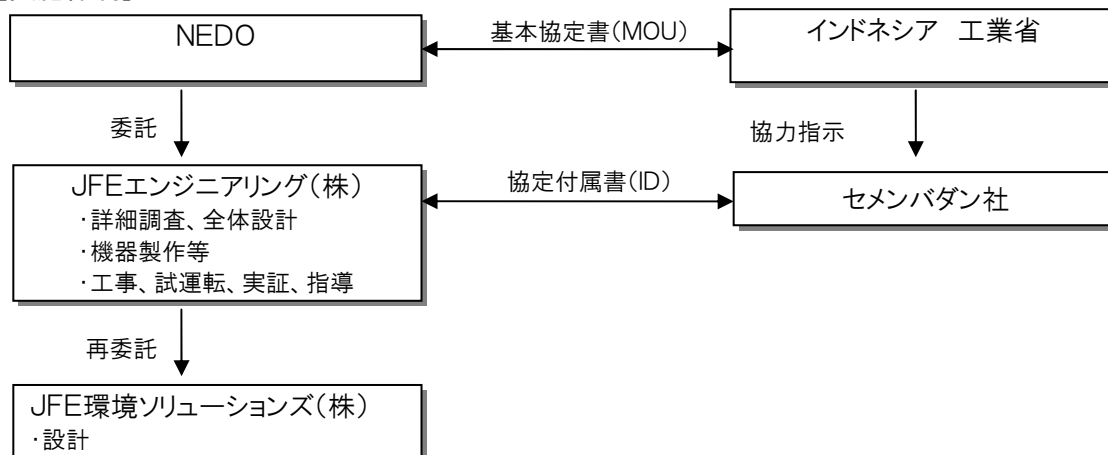 NEDO
基本協定書(MOU)
インドネシア　工業省
委託
協力指示
JFEエンジニアリング(株)
・詳細調査、全体設計
・機器製作等
・工事、試運転、実証、指導
協定付属書(ID)
セメンバダン社
再委託
JFE環境ソリューションズ(株)
・設計